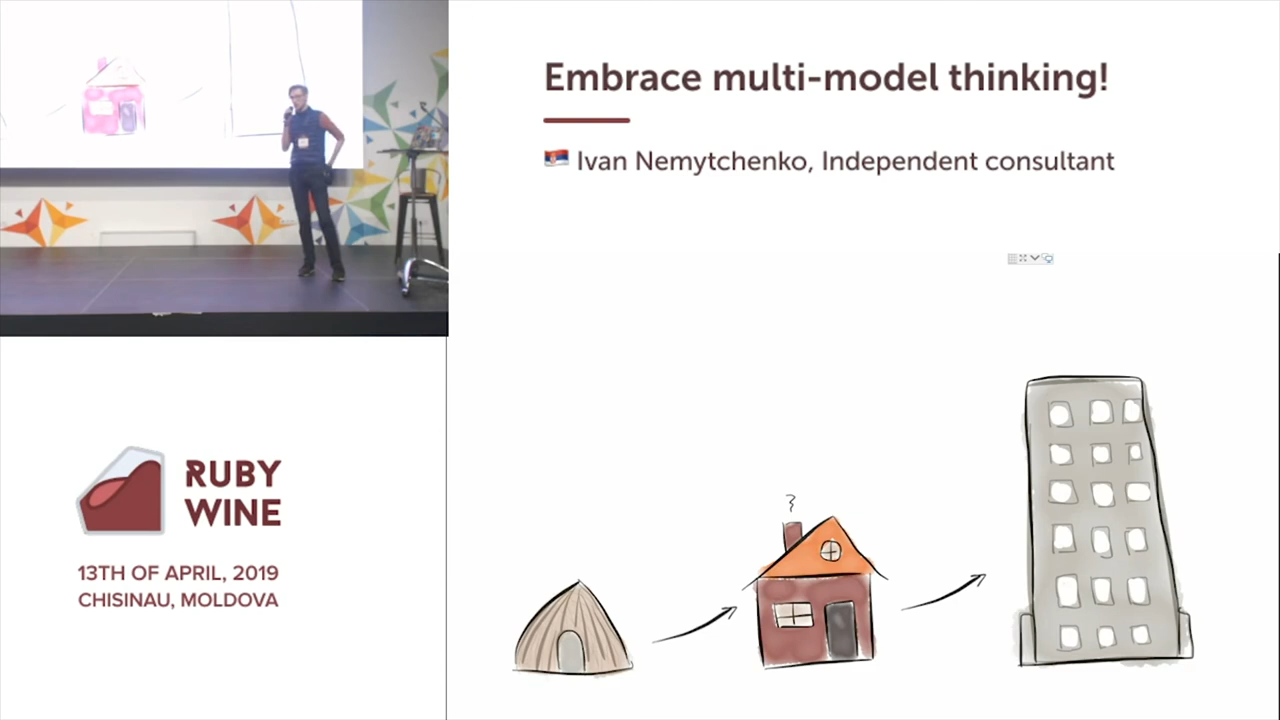 Embrace multi-model thinking!
Ivan Nemytchenko, Independent consultant
RUBY
WINE
13TH OF APRIL, 2019
CHISINAU, MOLDOVA